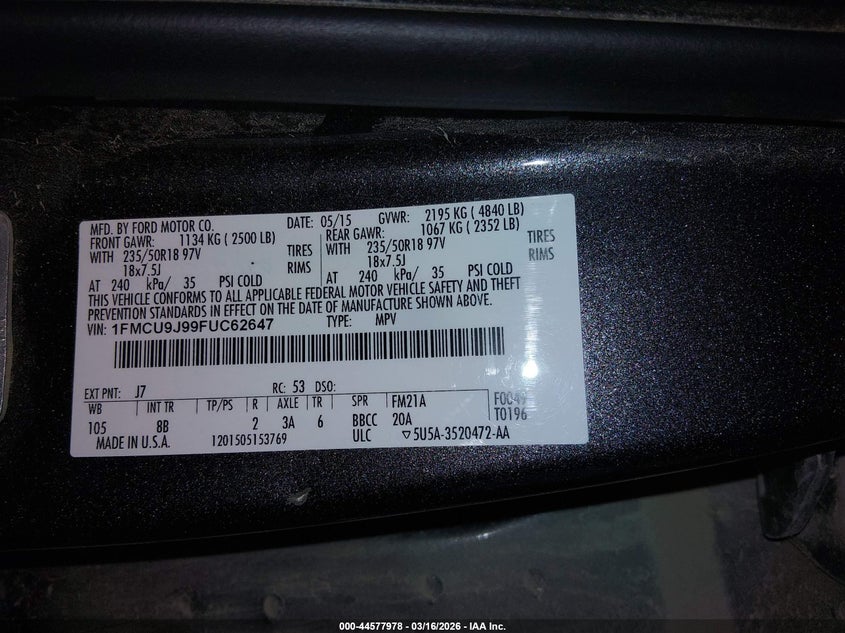 MFD. BY FORD MOTOR CO. DATE: 05/15 GVWR: 2195 KG ( 4840 LB)
FRONT GAWR: 1134 KG ( 2500 LB) REAR GAWR: 1067 KG ( 2352 LB)
WITH 235/50R18 97V TIRES WITH 235/50R18 97V TIRES
18x7.5J RIMS 18x7.5J RIMS
AT 240 kPa/ 35 PSI COLD AT 240 kPa/ 35 PSI COLD
THIS VEHICLE CONFORMS TO ALL APPLICABLE FEDERAL MOTOR VEHICLE SAFETY AND THEFT
PREVENTION STANDARDS IN EFFECT ON THE DATE OF MANUFACTURE SHOWN ABOVE.
VIN: 1FMCU9J99FUC62647 TYPE: MPV
EXT PNT: J7 RC: 53 DSO: FM21A F0049
WB INT TR TP/PS R AXLE TR SPR T0196
105 8B 2 3A 6 BBCC 20A
MADE IN U.S.A. 1201505153769 ULC ▽5U5A-3520472-AA
000-44577978 - 03/16/2026 - IAA Inc.